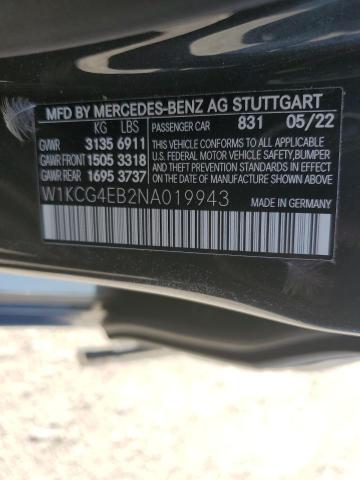 MFD BY MERCEDES-BENZ AG STUTTGART
KG LBS PASSENGER CAR 831 05/22
GVWR 3135 6911 THIS VEHICLE CONFORMS TO ALL APPLICABLE
GAWR FRONT 1505 3318 U.S. FEDERAL MOTOR VEHICLE SAFETY,
GAWR REAR 1695 3737 BUMPER, AND THEFT PREVENTION STANDARDS
IN EFFECT ON THE DATE OF MANUFACTURE SHOWN ABOVE.
W1KCG4EB2NA019943
MADE IN GERMANY